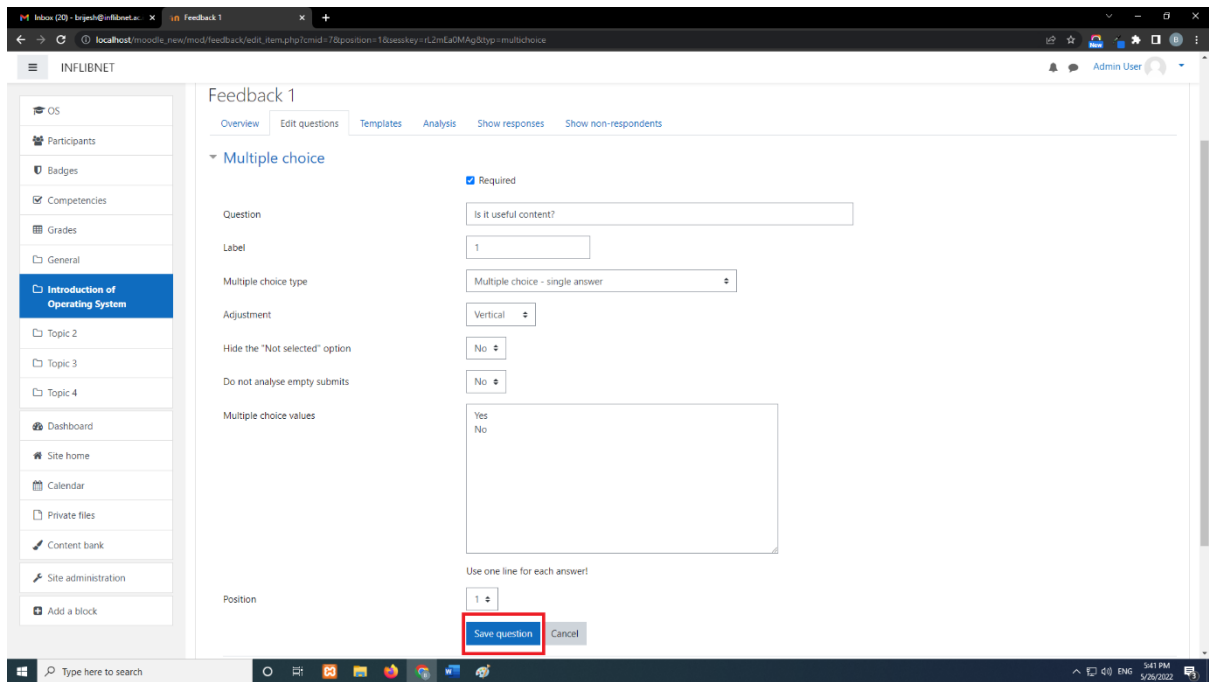 Inbox (20) - brijesh@inflibnet.ac. X
Feedback 1 X +
localhost/moodle_new/mod/feedback/edit_item.php?cmid=7&position=1&sesskey=rL2mEa0MAg&typ=multichoice
New
B
INFLIBNET
Admin User
OS
Participants
Badges
Competencies
Grades
General
Introduction of
Operating System
Topic 2
Topic 3
Topic 4
Dashboard
Site home
Calendar
Private files
Content bank
Site administration
Add a block
Feedback 1
Overview Edit questions Templates Analysis Show responses Show non-respondents
Multiple choice
Required
Question Is it useful content?
Label 1
Multiple choice type Multiple choice - single answer
Adjustment Vertical
Hide the "Not selected" option No
Do not analyse empty submits No
Multiple choice values Yes
No
Use one line for each answer!
Position 1
Save question Cancel
Type here to search
ENG 5:41 PM
5/26/2022